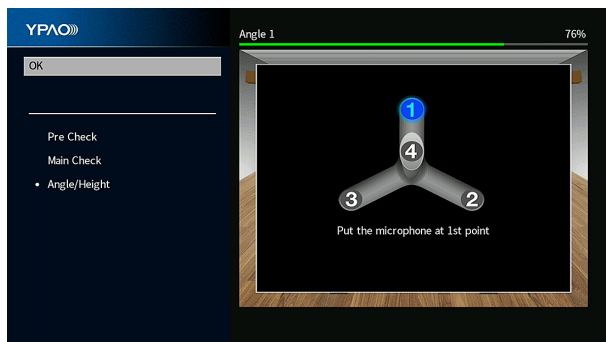 YPAO
Angle 1 76%
OK
Pre Check
Main Check
• Angle/Height
1
4
3 2
Put the microphone at 1st point